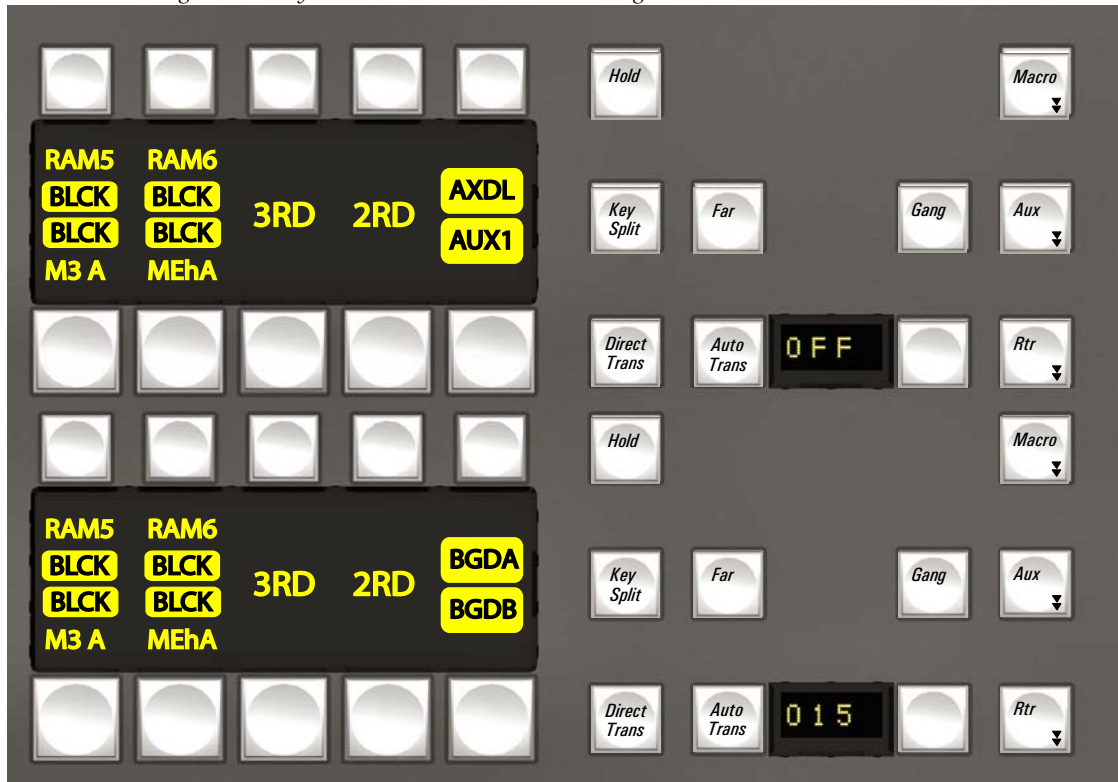 Hold
Macro
RAM5 RAM6
BLCK BLCK
BLCK BLCK
M3 A MEhA
3RD 2RD
AXDL
AUX1
Key
Split
Far
Gang
Aux
Direct
Trans
Auto
Trans
OFF
Rtr
Hold
Macro
RAM5 RAM6
BLCK BLCK
BLCK BLCK
M3 A MEhA
3RD 2RD
BGDA
BGDB
Key
Split
Far
Gang
Aux
Direct
Trans
Auto
Trans
015
Rtr